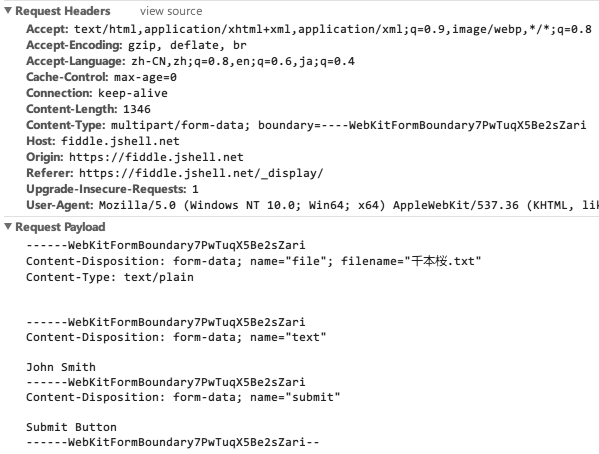 Request Headers view source
Accept: text/html,application/xhtml+xml,application/xml;q=0.9,image/webp,*/*;q=0.8
Accept-Encoding: gzip, deflate, br
Accept-Language: zh-CN,zh;q=0.8,en;q=0.6,ja;q=0.4
Cache-Control: max-age=0
Connection: keep-alive
Content-Length: 1346
Content-Type: multipart/form-data; boundary=----WebKitFormBoundary7PwTuqX5Be2sZari
Host: fiddle.jshell.net
Origin: https://fiddle.jshell.net
Referer: https://fiddle.jshell.net/_display/
Upgrade-Insecure-Requests: 1
User-Agent: Mozilla/5.0 (Windows NT 10.0; Win64; x64) AppleWebKit/537.36 (KHTML, lik
Request Payload
------WebKitFormBoundary7PwTuqX5Be2sZari
Content-Disposition: form-data; name="file"; filename="千本桜.txt"
Content-Type: text/plain
------WebKitFormBoundary7PwTuqX5Be2sZari
Content-Disposition: form-data; name="text"
John Smith
------WebKitFormBoundary7PwTuqX5Be2sZari
Content-Disposition: form-data; name="submit"
Submit Button
------WebKitFormBoundary7PwTuqX5Be2sZari--